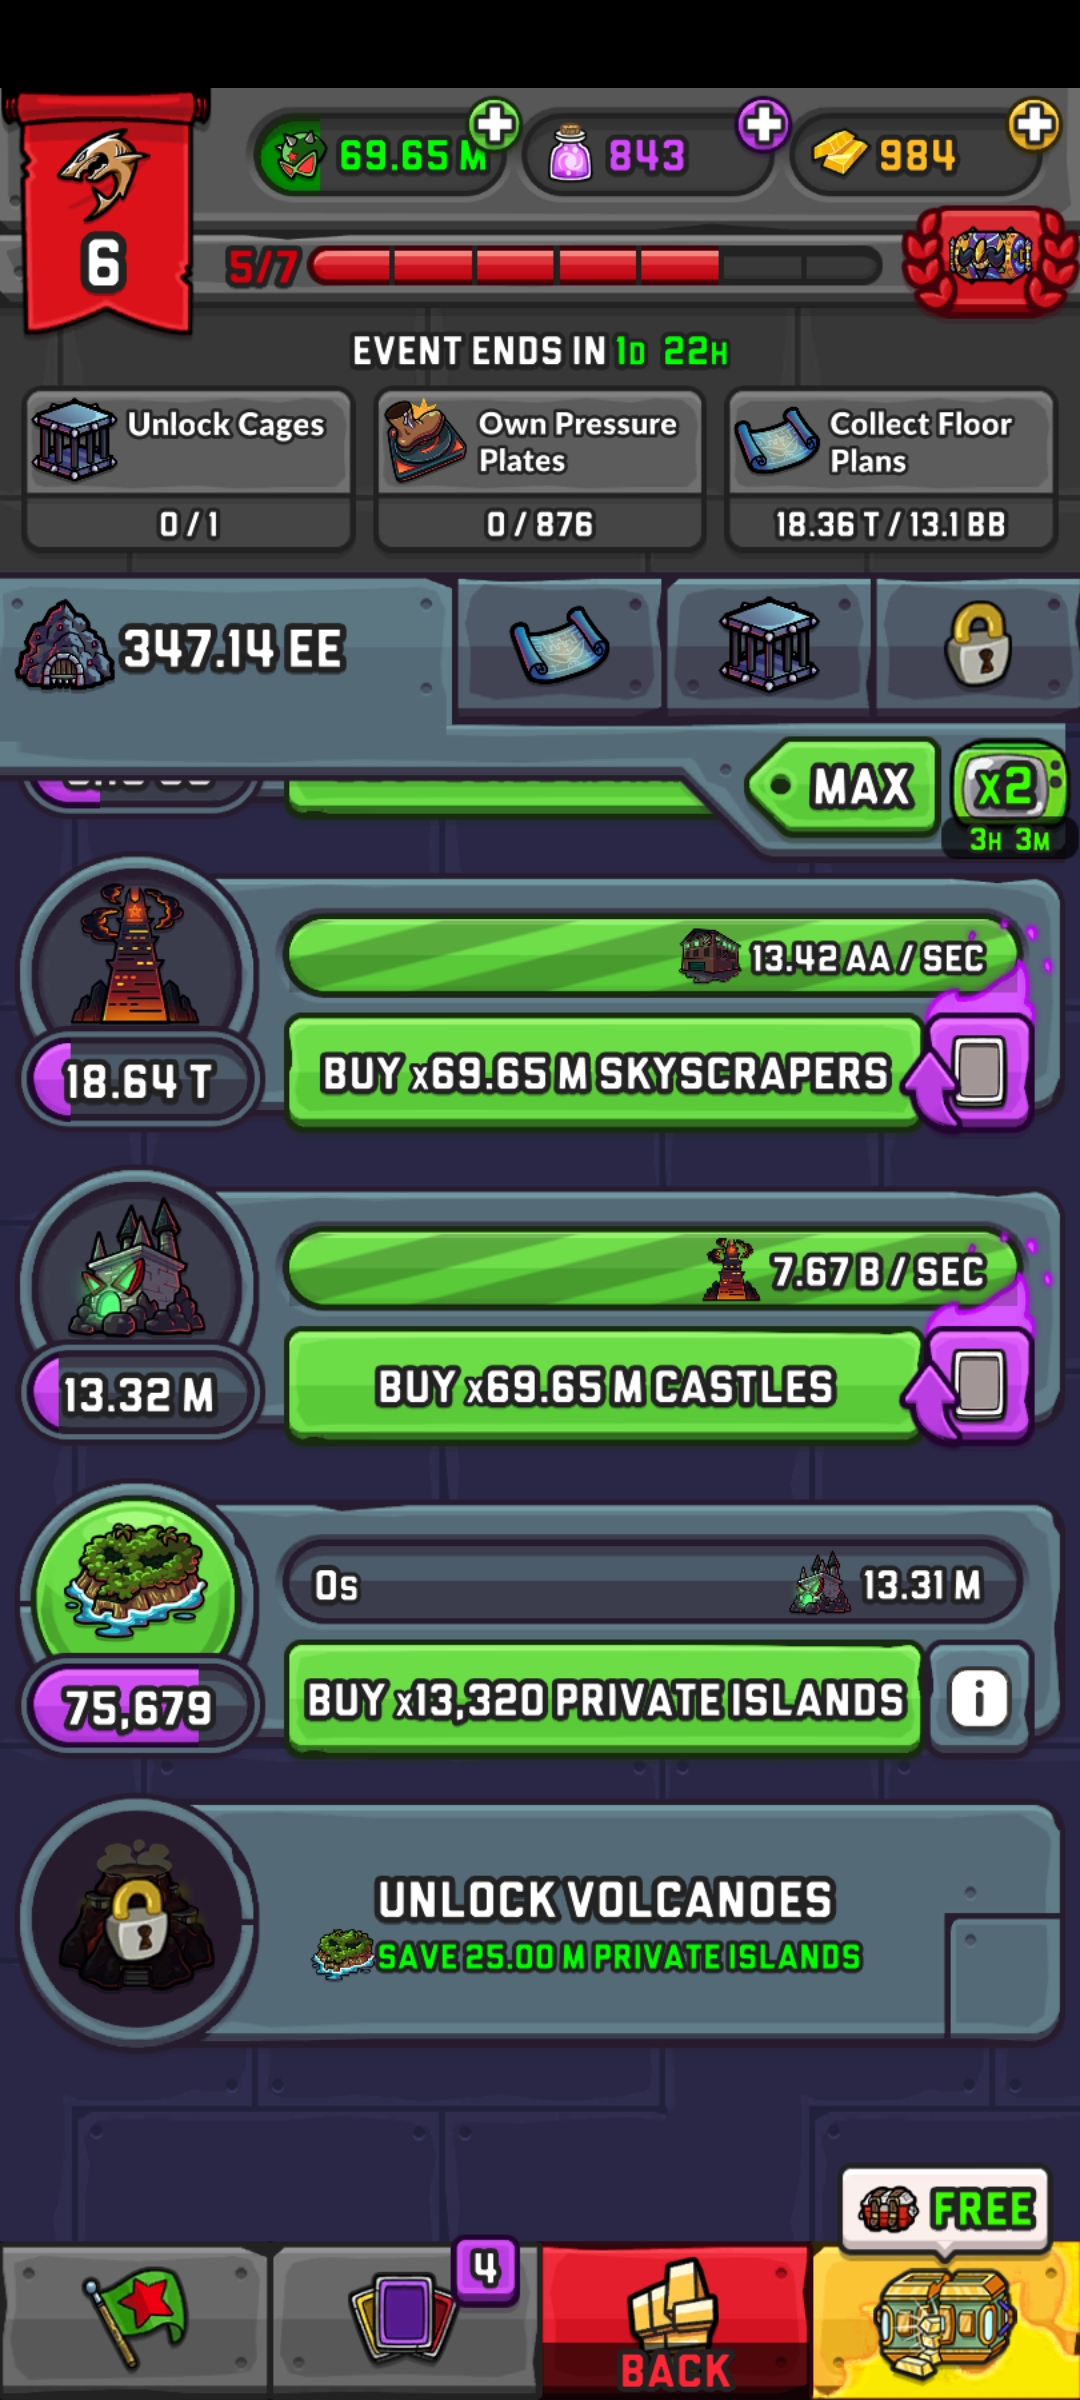 69.65 M
843
984
6
5/7
EVENT ENDS IN 1D 22H
Unlock Cages
0 / 1
Own Pressure
Plates
0 / 876
Collect Floor
Plans
18.36 T / 13.1 BB
347.14 EE
MAX
x2
3H 3M
13.42 AA / SEC
18.64 T
BUY x69.65 M SKYSCRAPERS
7.67 B / SEC
13.32 M
BUY x69.65 M CASTLES
0s
13.31 M
75,679
BUY x13,320 PRIVATE ISLANDS
i
UNLOCK VOLCANOES
SAVE 25.00 M PRIVATE ISLANDS
FREE
4
BACK